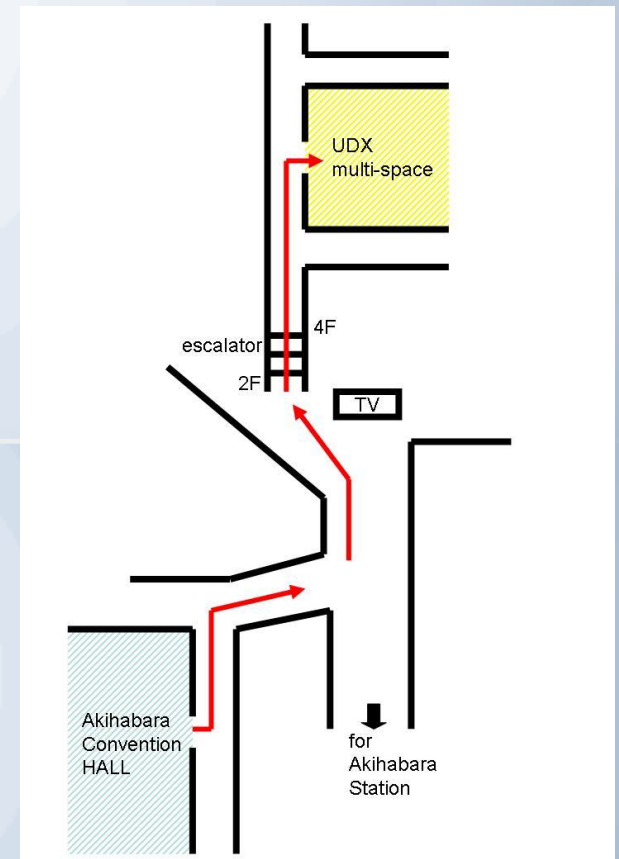 UDX
multi-space
4F
escalator
2F
TV
Akihabara
Convention
HALL
for
Akihabara
Station